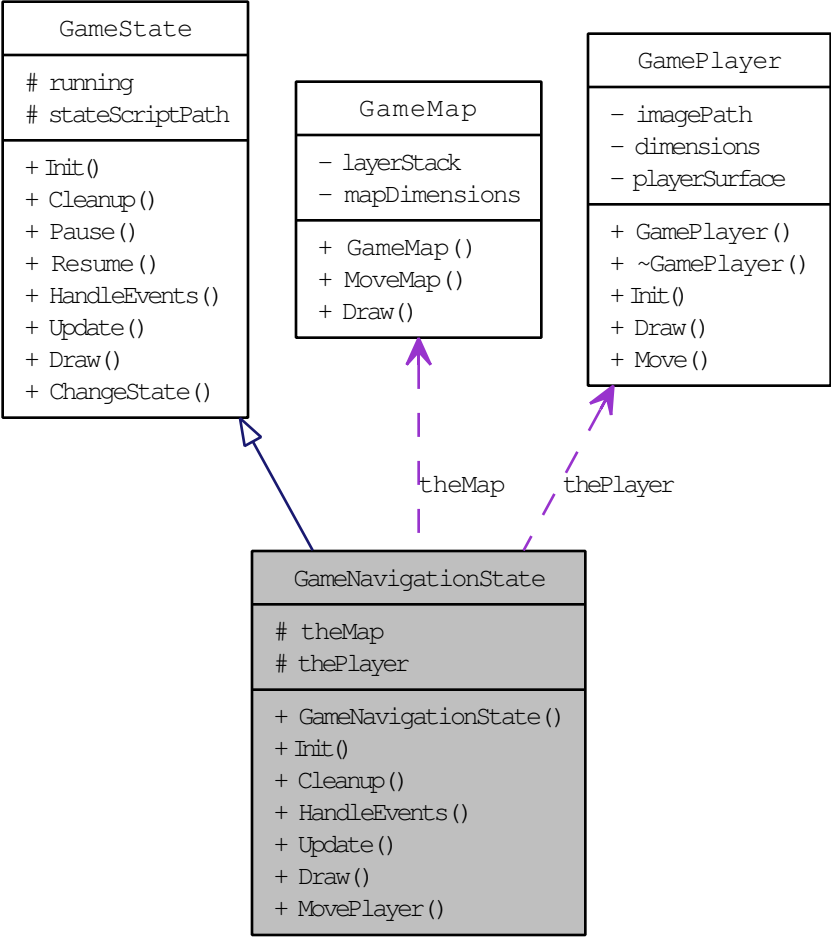 GameState
# running
# stateScriptPath
+ Init()
+ Cleanup()
+ Pause()
+ Resume()
+ HandleEvents()
+ Update()
+ Draw()
+ ChangeState()
GameMap
- layerStack
- mapDimensions
+ GameMap()
+ MoveMap()
+ Draw()
GamePlayer
- imagePath
- dimensions
- playerSurface
+ GamePlayer()
+ ~GamePlayer()
+ Init()
+ Draw()
+ Move()
theMap
thePlayer
GameNavigationState
# theMap
# thePlayer
+ GameNavigationState()
+ Init()
+ Cleanup()
+ HandleEvents()
+ Update()
+ Draw()
+ MovePlayer()